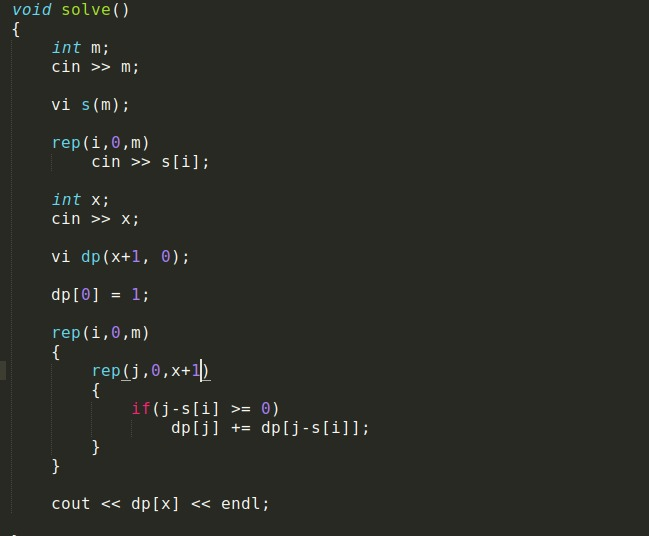 void solve()
{
    int m;
    cin >> m;
    vi s(m);
    rep(i,0,m)
        cin >> s[i];
    int x;
    cin >> x;
    vi dp(x+1, 0);
    dp[0] = 1;
    rep(i,0,m)
    {
        rep(j,0,x+1)
        {
            if(j-s[i] >= 0)
                dp[j] += dp[j-s[i]];
        }
    }
    cout << dp[x] << endl;